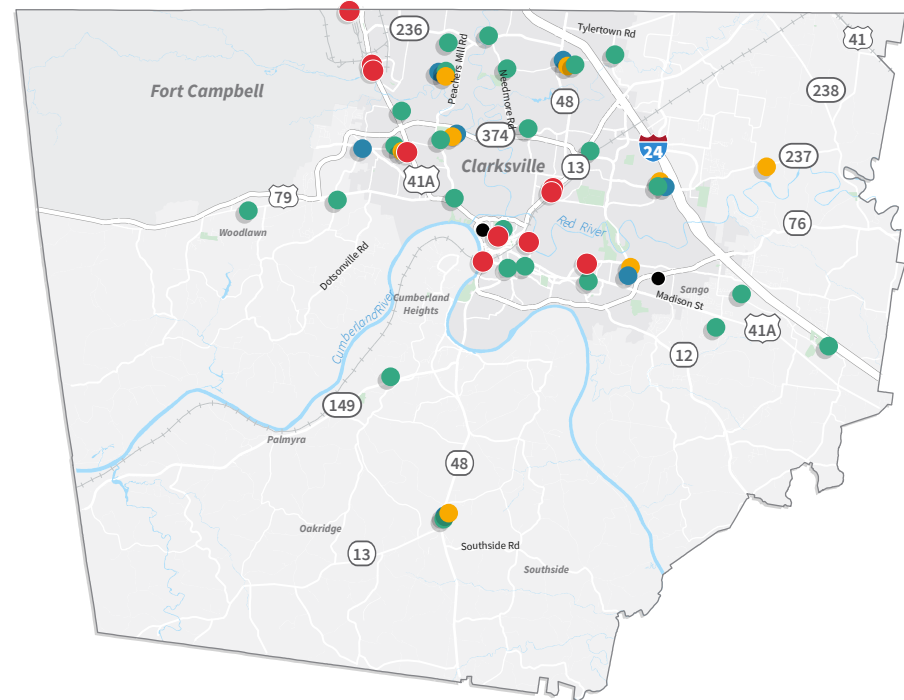 236
Tylertown Rd
41
Peachers Mill Rd
Needmore Rd
Fort Campbell
48
238
374
24
237
Clarksville
13
41A
79
Woodlawn
Red River
76
Dotsonville Rd
Cumberland River
Cumberland
Heights
Sango
Madison St
41A
12
149
Palmyra
48
Oakridge
13
Southside Rd
Southside